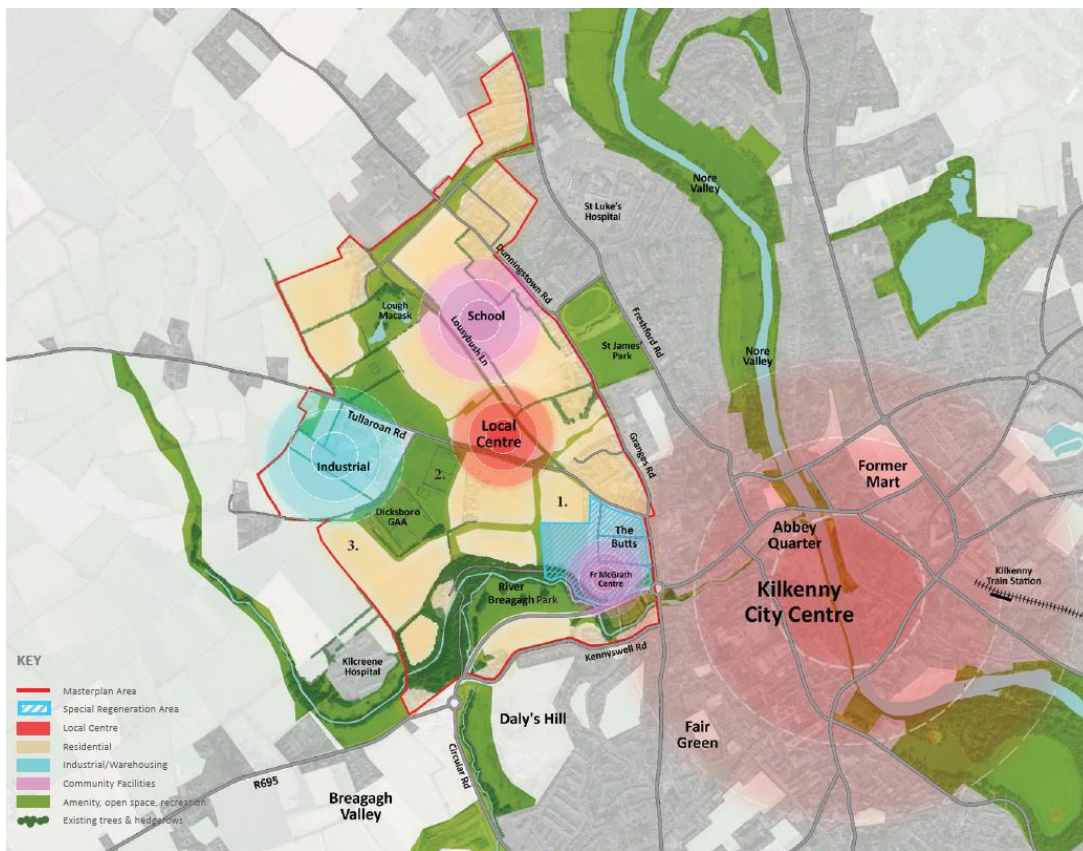 Nore
Valley
St Luke's
Hospital
Dunningstown Rd
Lough
Macask
School
Lousybush Ln
Freshford Rd
St James'
Park
Nore
Valley
Tullaroan Rd
Local
Centre
Granges Rd
Industrial
2.
Former
Mart
Dicksboro
GAA
1.
The
Butts
Abbey
Quarter
3.
Fr McGrath
Centre
Kilkenny
Train Station
River
Breagagh Park
Kilkenny
City Centre
Kennyswell Rd
Kilcreene
Hospital
Daly's Hill
Fair
Green
Circular Rd
R695
Breagagh
Valley
KEY
Masterplan Area
Special Regeneration Area
Local Centre
Residential
Industrial/Warehousing
Community Facilities
Amenity, open space, recreation
Existing trees & hedgerows